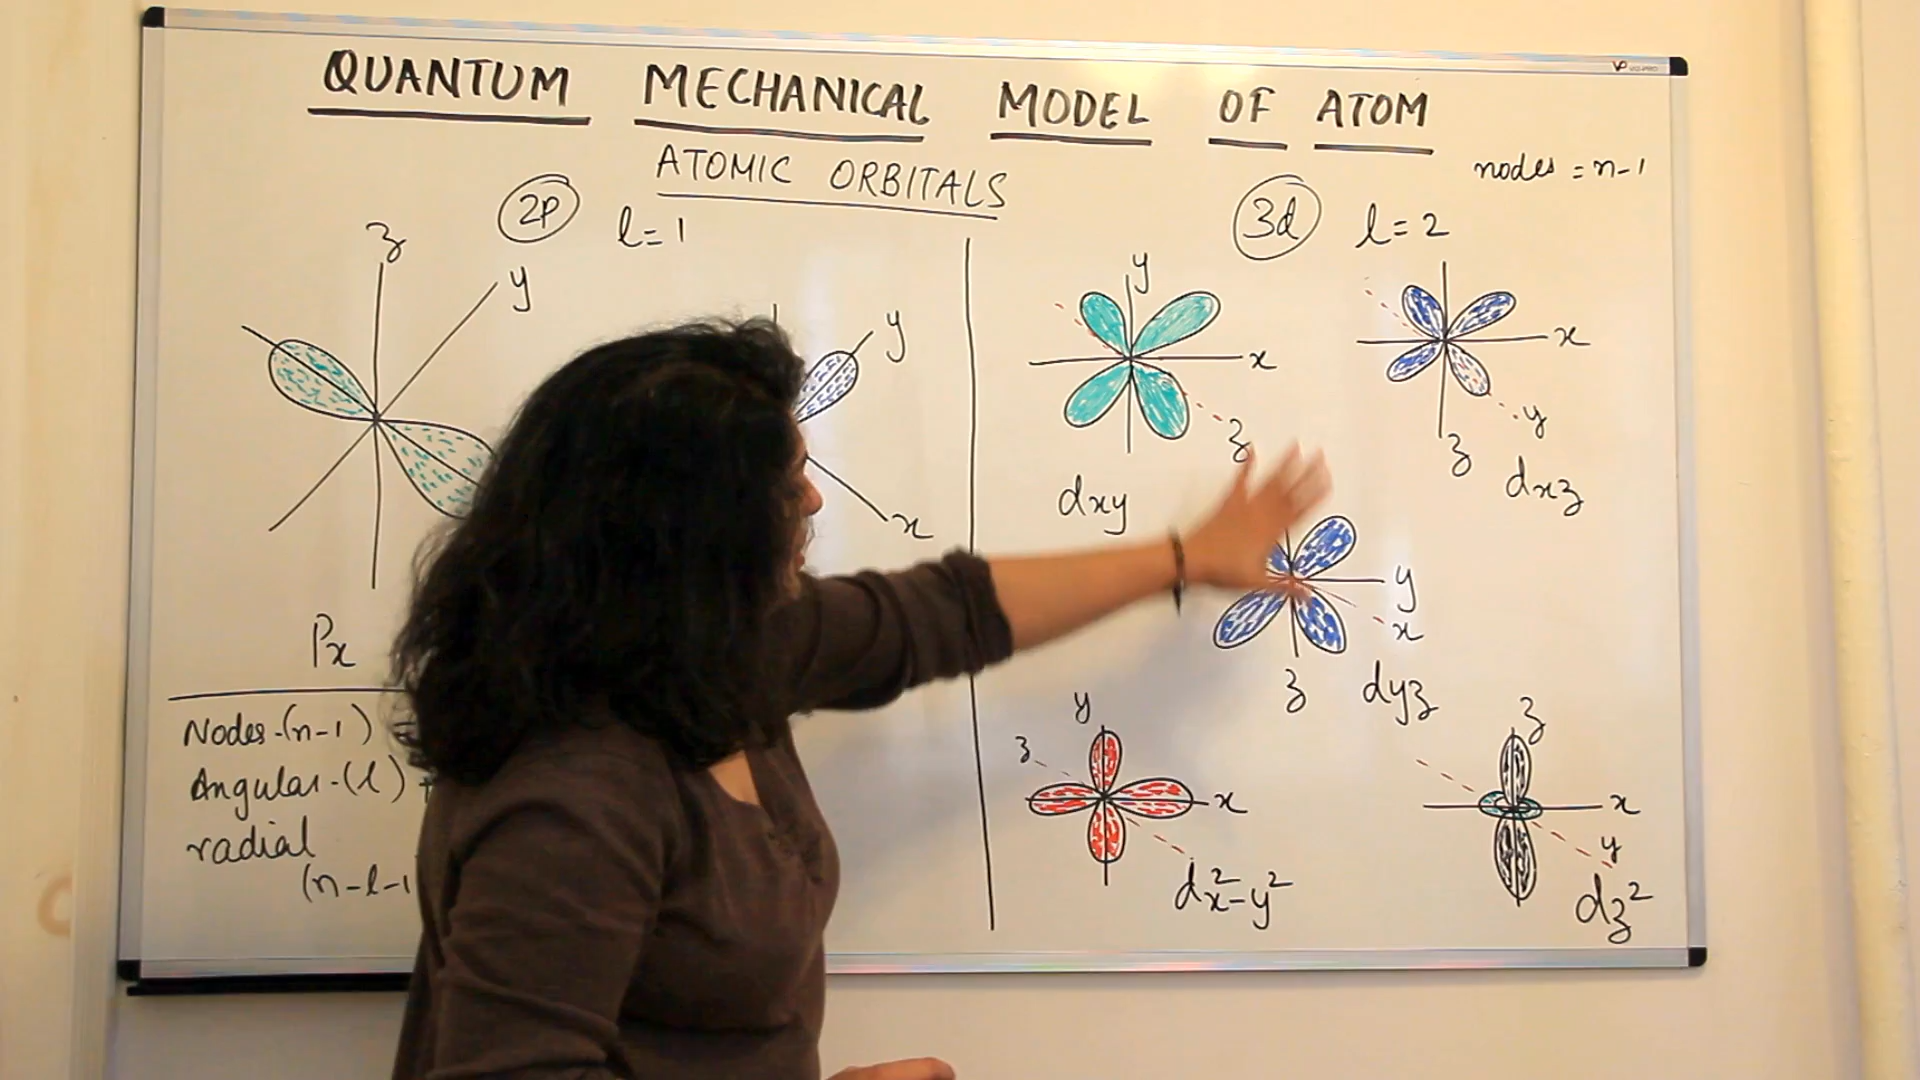 QUANTUM MECHANICAL MODEL OF ATOM
ATOMIC ORBITALS
nodes = n-1
2p l=1
z
y
Px
y
x
Nodes-(n-1) =
Angular-(l) +
radial
(n-l-1
3d l=2
y
x
z
dxy
x
y
z
dxz
y
x
z
dyz
y
z
x
dx²-y²
z
x
y
dz²